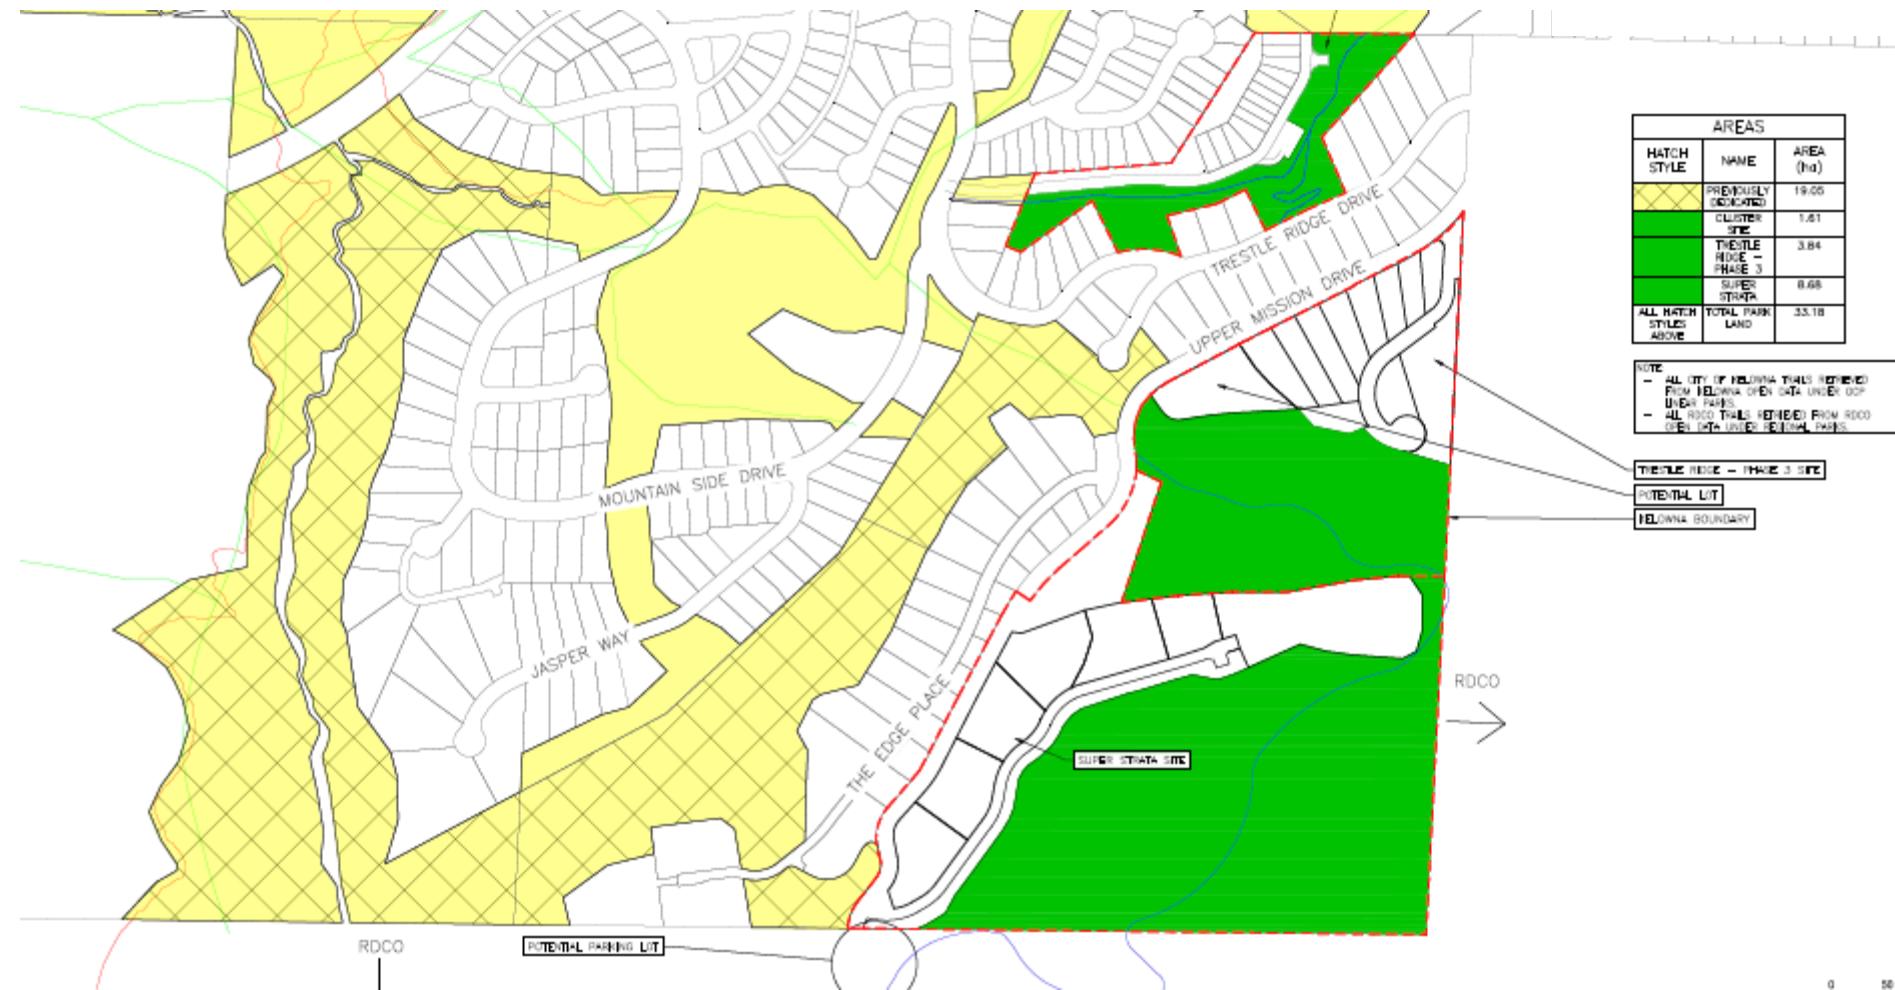 AREAS
HATCH STYLE
NAME
AREA (ha)
PREVIOUSLY DEDICATED
19.05
CLUSTER SITE
1.61
TRESTLE RIDGE – PHASE 3
3.84
SUPER STRATA
8.68
ALL HATCH STYLES ABOVE
TOTAL PARK LAND
33.18
NOTE
– ALL CITY OF KELOWNA TRAILS RETRIEVED
FROM KELOWNA OPEN DATA UNDER OCP
LINEAR PARKS.
– ALL RDCO TRAILS RETRIEVED FROM RDCO
OPEN DATA UNDER REGIONAL PARKS.
TRESTLE RIDGE – PHASE 3 SITE
POTENTIAL LOT
KELOWNA BOUNDARY
TRESTLE RIDGE DRIVE
UPPER MISSION DRIVE
MOUNTAIN SIDE DRIVE
JASPER WAY
THE EDGE PLACE
RDCO
SUPER STRATA SITE
RDCO
POTENTIAL PARKING LOT
0 50